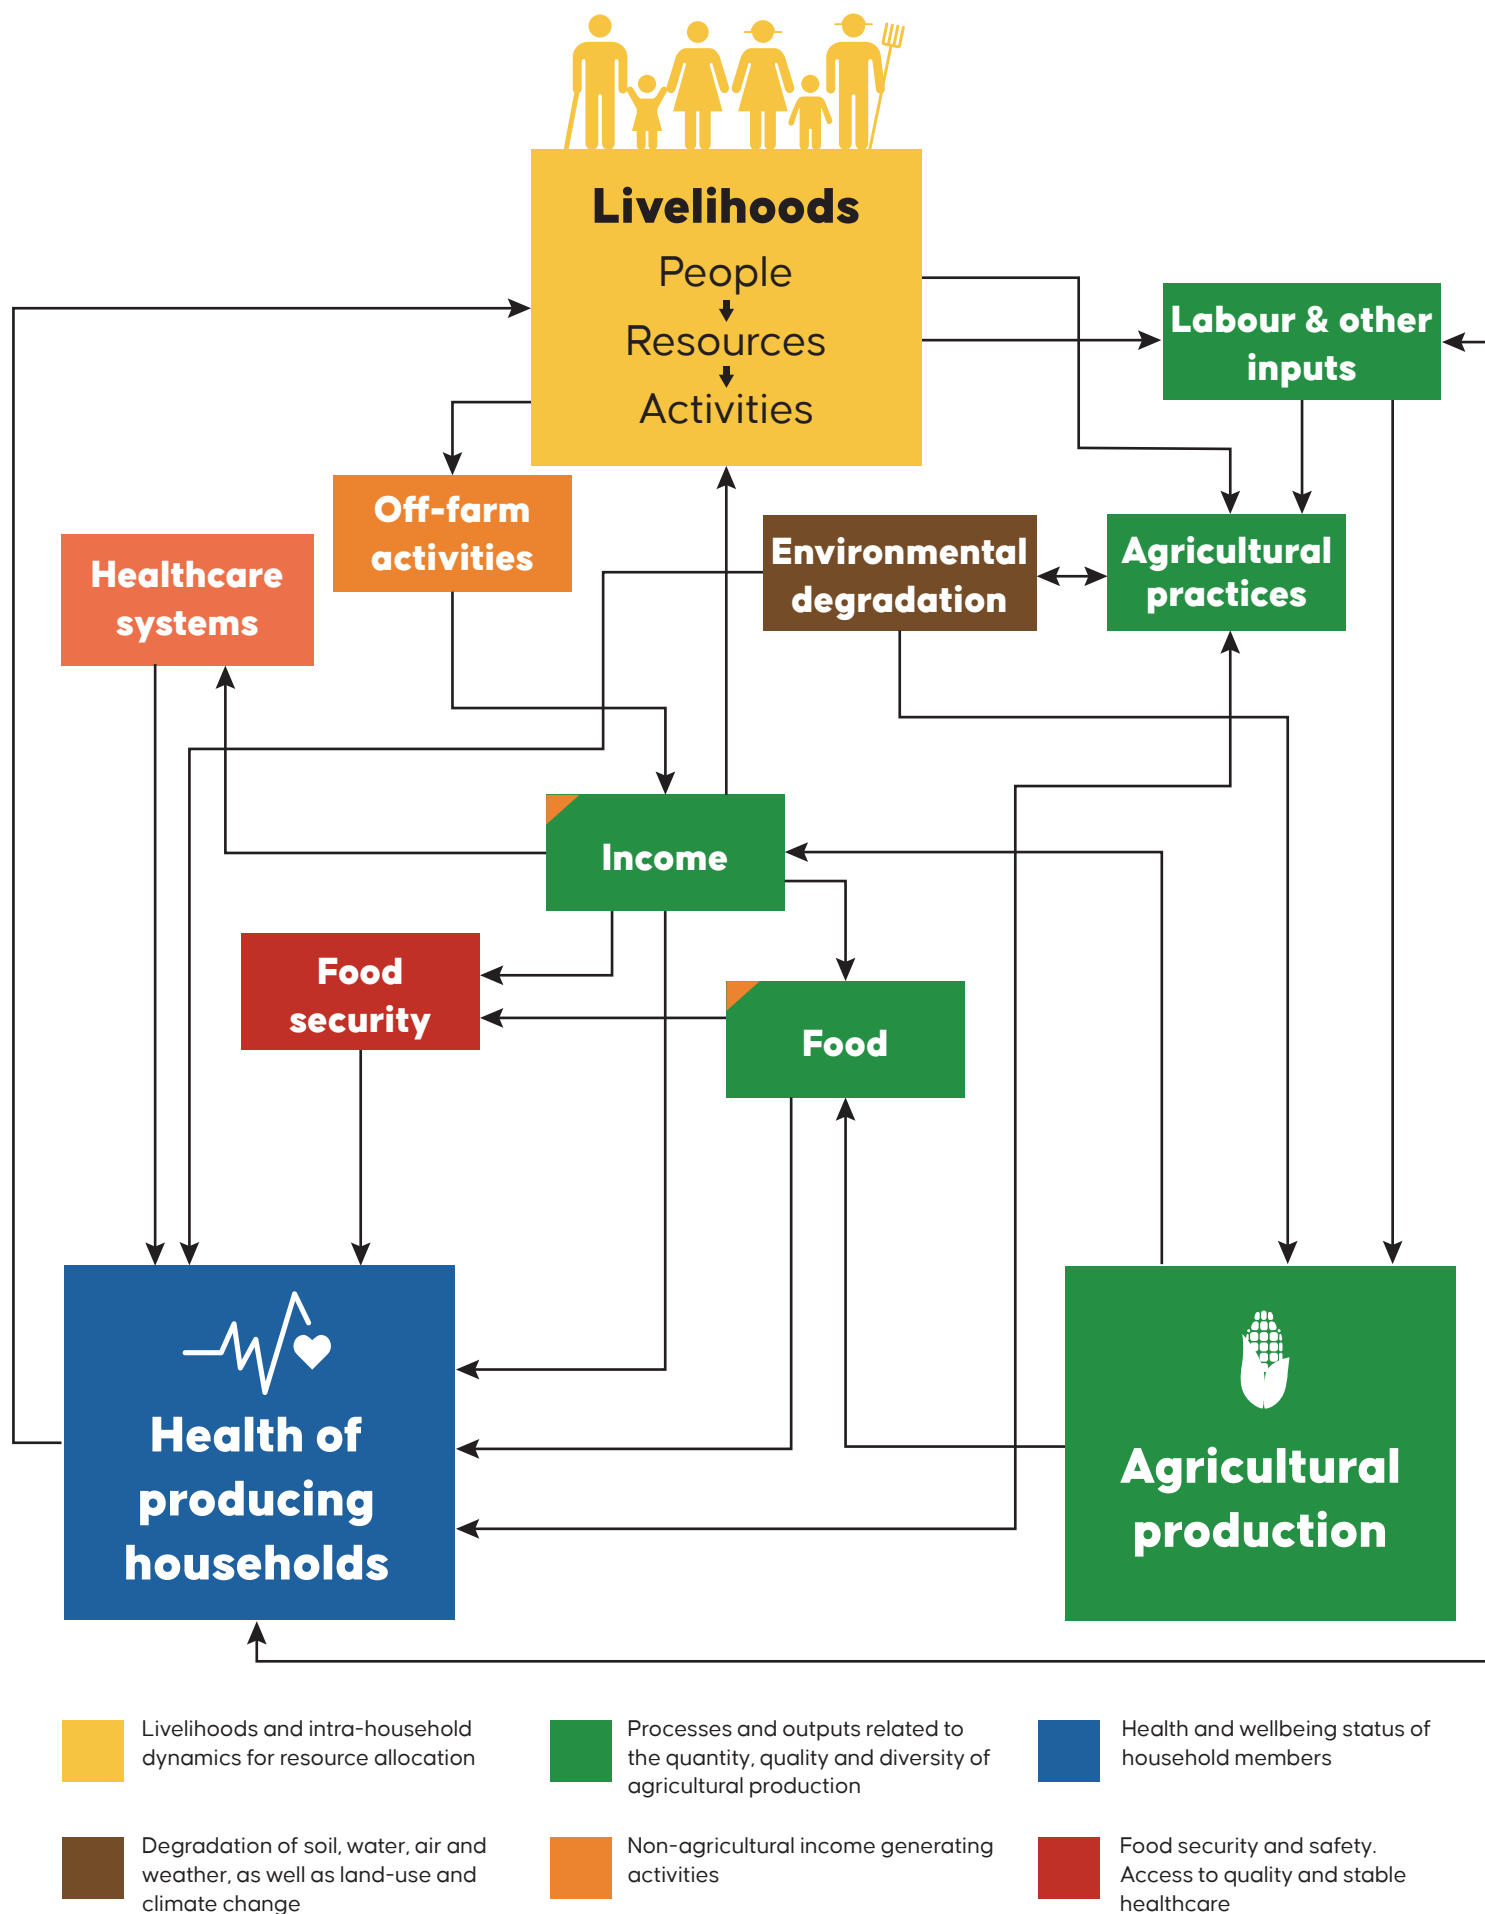 Livelihoods
People
Resources
Activities
Labour & other
inputs
Off-farm
activities
Healthcare
systems
Environmental
degradation
Agricultural
practices
Income
Food
security
Food
Health of
producing
households
Agricultural
production
Livelihoods and intra-household
dynamics for resource allocation
Processes and outputs related to
the quantity, quality and diversity of
agricultural production
Health and wellbeing status of
household members
Degradation of soil, water, air and
weather, as well as land-use and
climate change
Non-agricultural income generating
activities
Food security and safety.
Access to quality and stable
healthcare